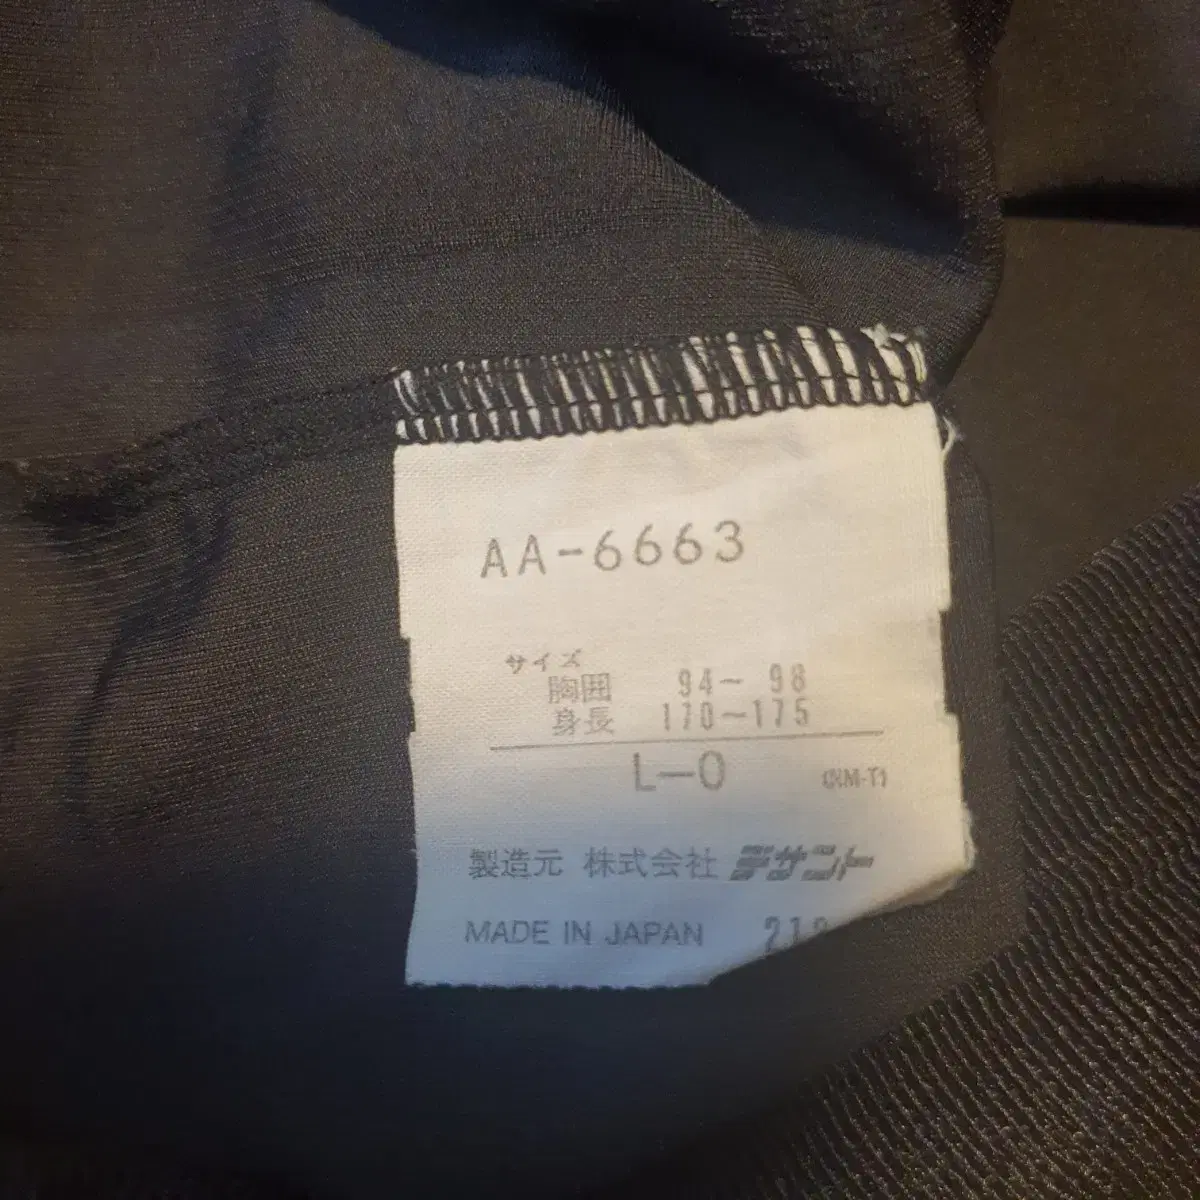 AA-6663
サイズ
胸囲 94~98
身長 170~175
L-O (NM-T)
製造元 株式会社 デサント
MADE IN JAPAN